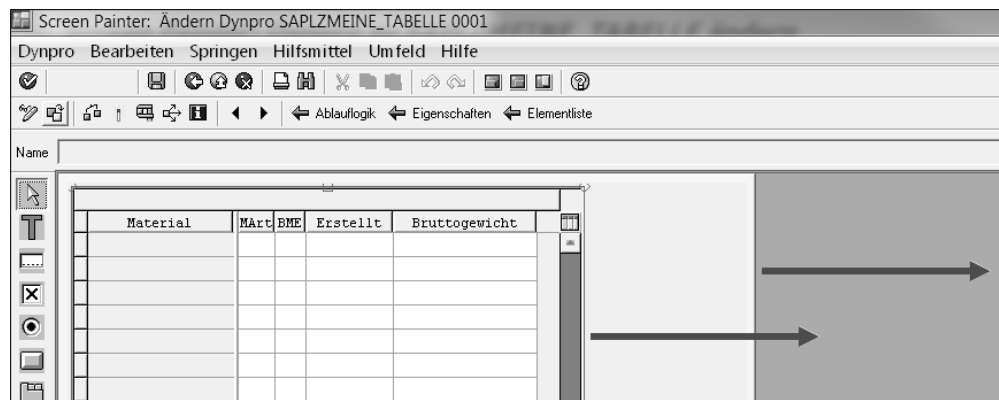 Screen Painter: Ändern Dynpro SAPLZMEINE_TABELLE 0001
Dynpro Bearbeiten Springen Hilfsmittel Umfeld Hilfe
Ablauflogik Eigenschaften Elementliste
Name
Material MArt BME Erstellt Bruttogewicht
T